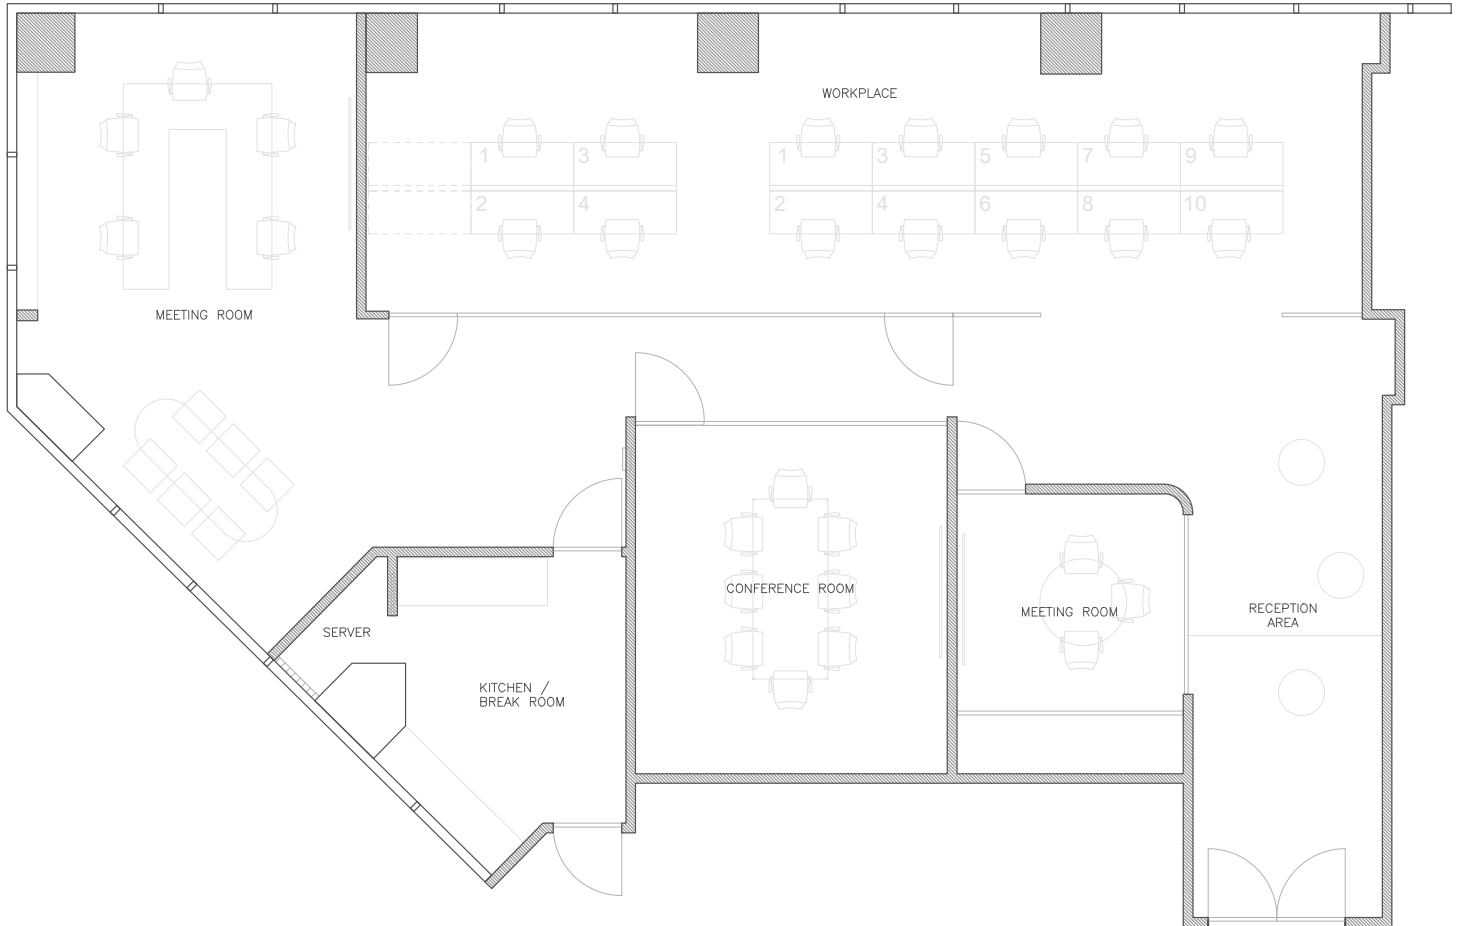 WORKPLACE
1 3
2 4
1 3 5 7 9
2 4 6 8 10
MEETING ROOM
CONFERENCE ROOM
MEETING ROOM
RECEPTION
AREA
SERVER
KITCHEN /
BREAK ROOM